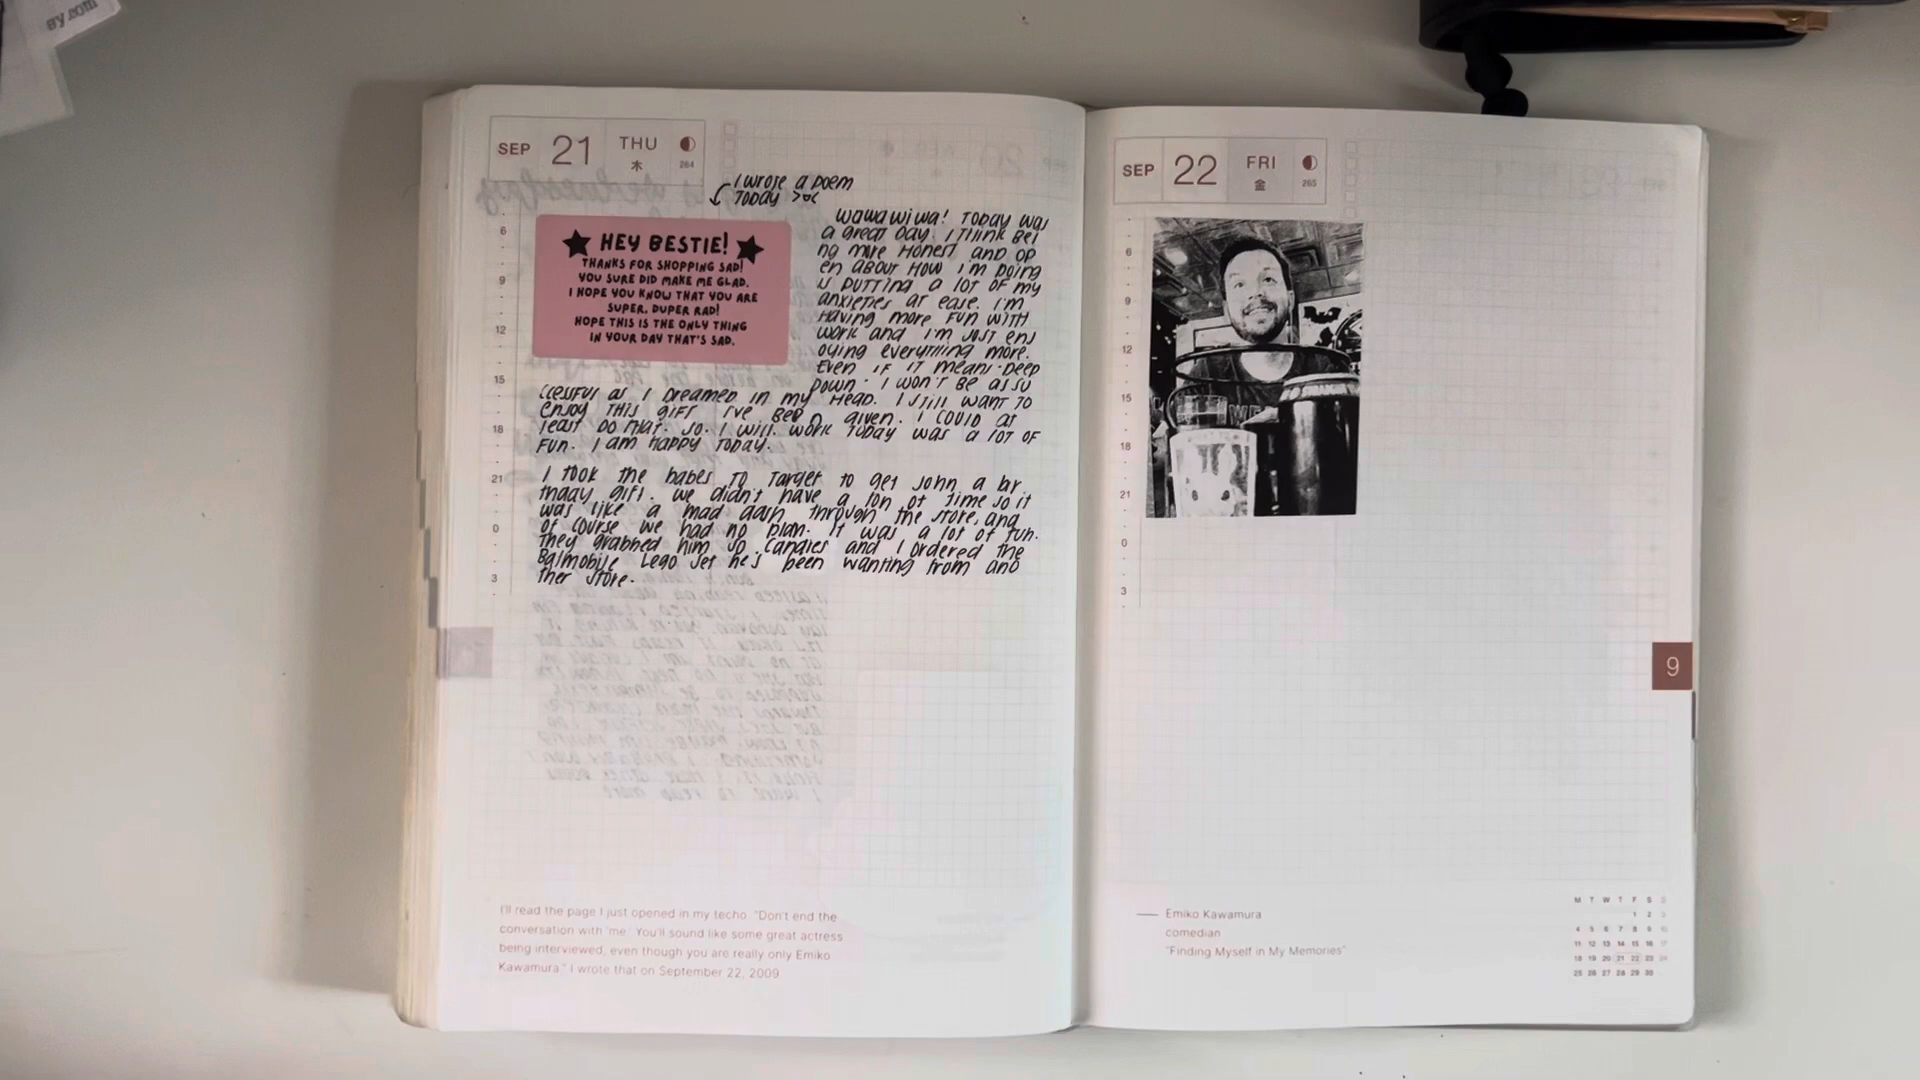 ay.com
SEP 21 THU
木 264
I wrote a poem
TODAY >o<
HEY BESTIE!
THANKS FOR SHOPPING SAD!
YOU SURE DID MAKE ME GLAD.
I HOPE YOU KNOW THAT YOU ARE
SUPER, DUPER RAD!
HOPE THIS IS THE ONLY THING
IN YOUR DAY THAT'S SAD.
wawawiwa! TODAY was
a great Day. I THINK Bei
ng more Honest and op
en about How i'm Doing
is putting a lot of my
anxieties at ease. i'm
Having more fun with
work and i'm just enj
oying everything more.
Even if it means-Deep
Down- I won't Be as su
ccessful as I Dreamed in my Head. I still want to
enjoy this gift I've Been given. I could at
least Do that. So. I will. work Today was a lot of
fun. I am happy Today.
I took the babes to Target to get John a bir
thday gift. we didn't have a ton of time so it
was like a mad dash through the store, and
of course we had no plan. It was a lot of fun.
they grabbed him so candies and I ordered the
Batmobile Lego set he's been wanting from ano
ther store.
6
9
12
15
18
21
0
3
I'll read the page I just opened in my techo. "Don't end the
conversation with 'me.' You'll sound like some great actress
being interviewed, even though you are really only Emiko
Kawamura." I wrote that on September 22, 2009.
SEP 22 FRI
金 265
6
9
12
15
18
21
0
3
9
Emiko Kawamura
comedian
"Finding Myself in My Memories"
M T W T F S S
1 2 3
4 5 6 7 8 9 10
11 12 13 14 15 16 17
18 19 20 21 22 23 24
25 26 27 28 29 30